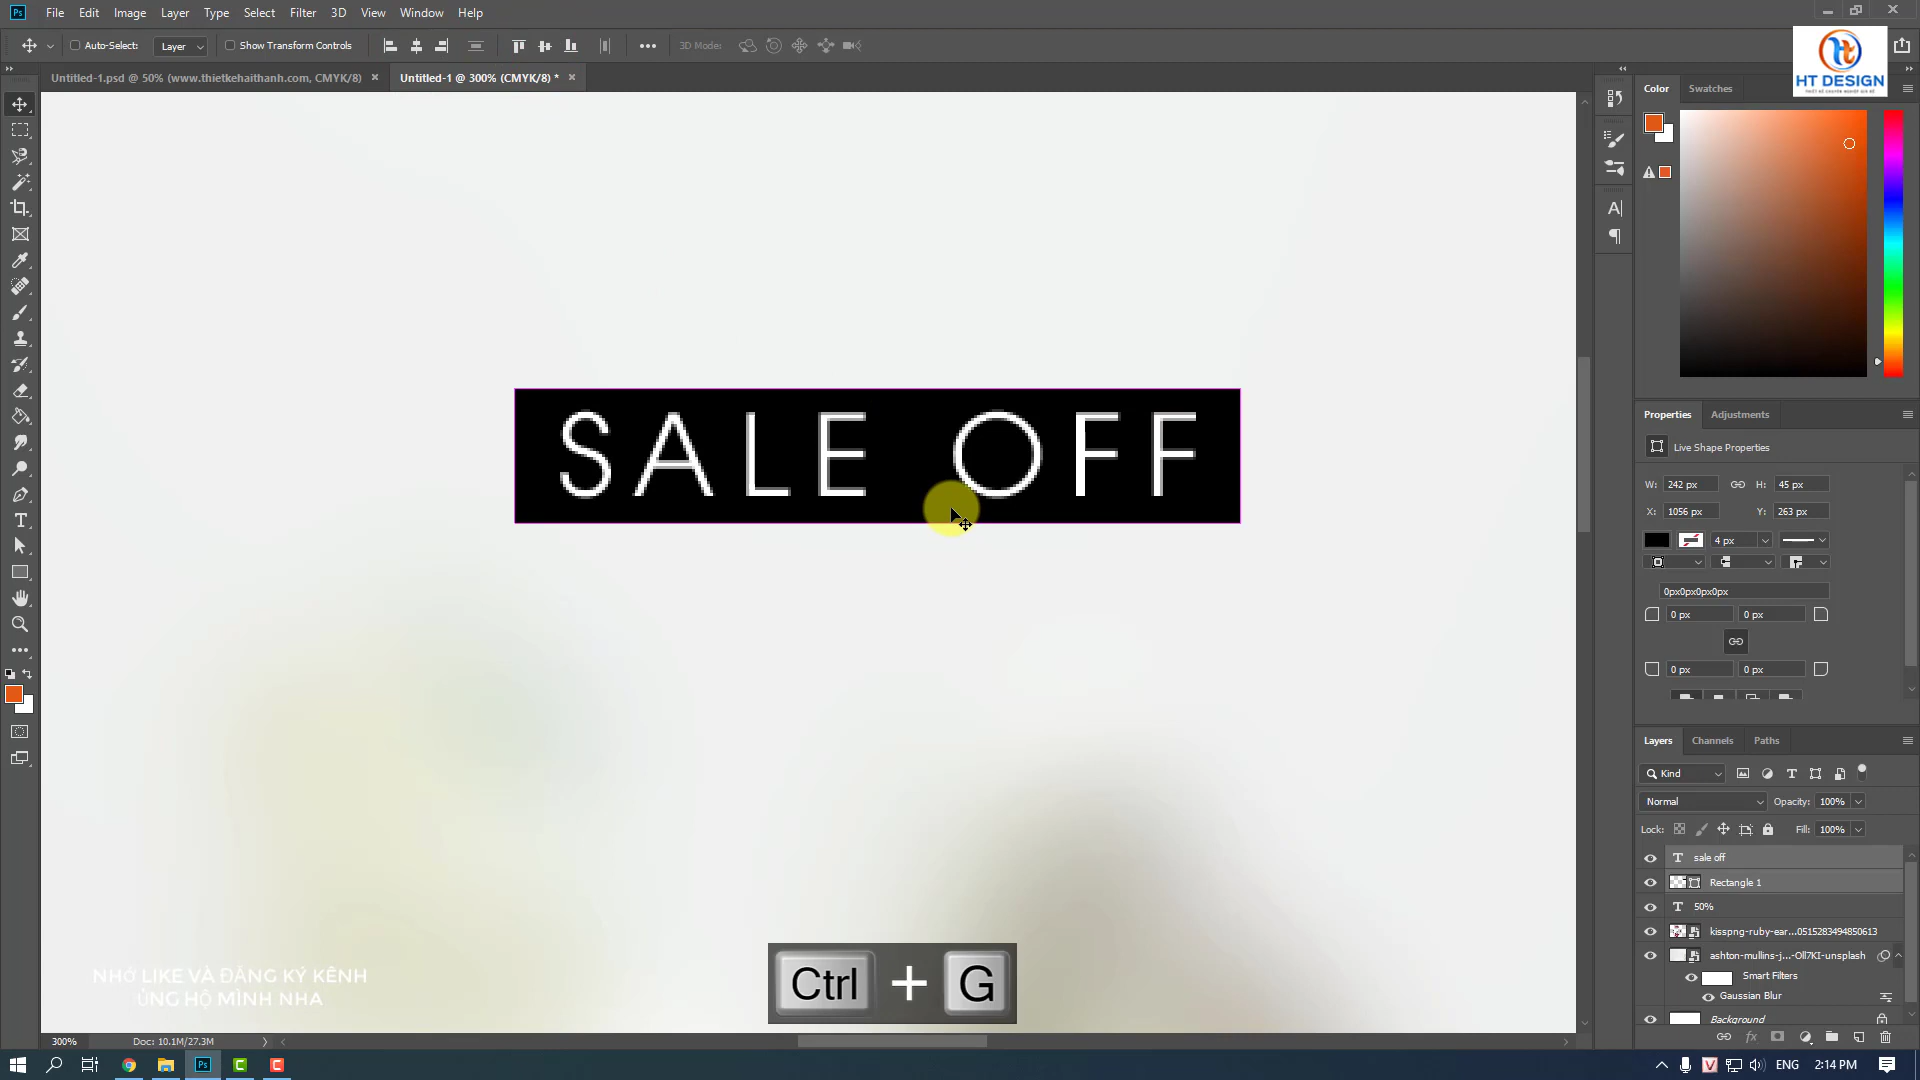 Ps File Edit Image Layer Type Select Filter 3D View Window Help
Auto-Select: Layer Show Transform Controls 3D Mode:
HT DESIGN
Untitled-1.psd @ 50% (www.thietkehaithanh.com, CMYK/8) × Untitled-1 @ 300% (CMYK/8) * ×
Color Swatches
SALE OFF
Properties Adjustments
Live Shape Properties
W: 242 px H: 45 px
X: 1056 px Y: 263 px
4 px
0px0px0px0px
0 px 0 px
0 px 0 px
Layers Channels Paths
Kind
Normal Opacity: 100%
Lock: Fill: 100%
sale off
Rectangle 1
50%
kisspng-ruby-ear...0515283494850613
ashton-mullins-j...-Oll7KI-unsplash
Smart Filters
Gaussian Blur
Background
NHỚ LIKE VÀ ĐĂNG KÝ KÊNH
ỦNG HỘ MÌNH NHA
Ctrl + G
300% Doc: 10.1M/27.3M
ENG 2:14 PM